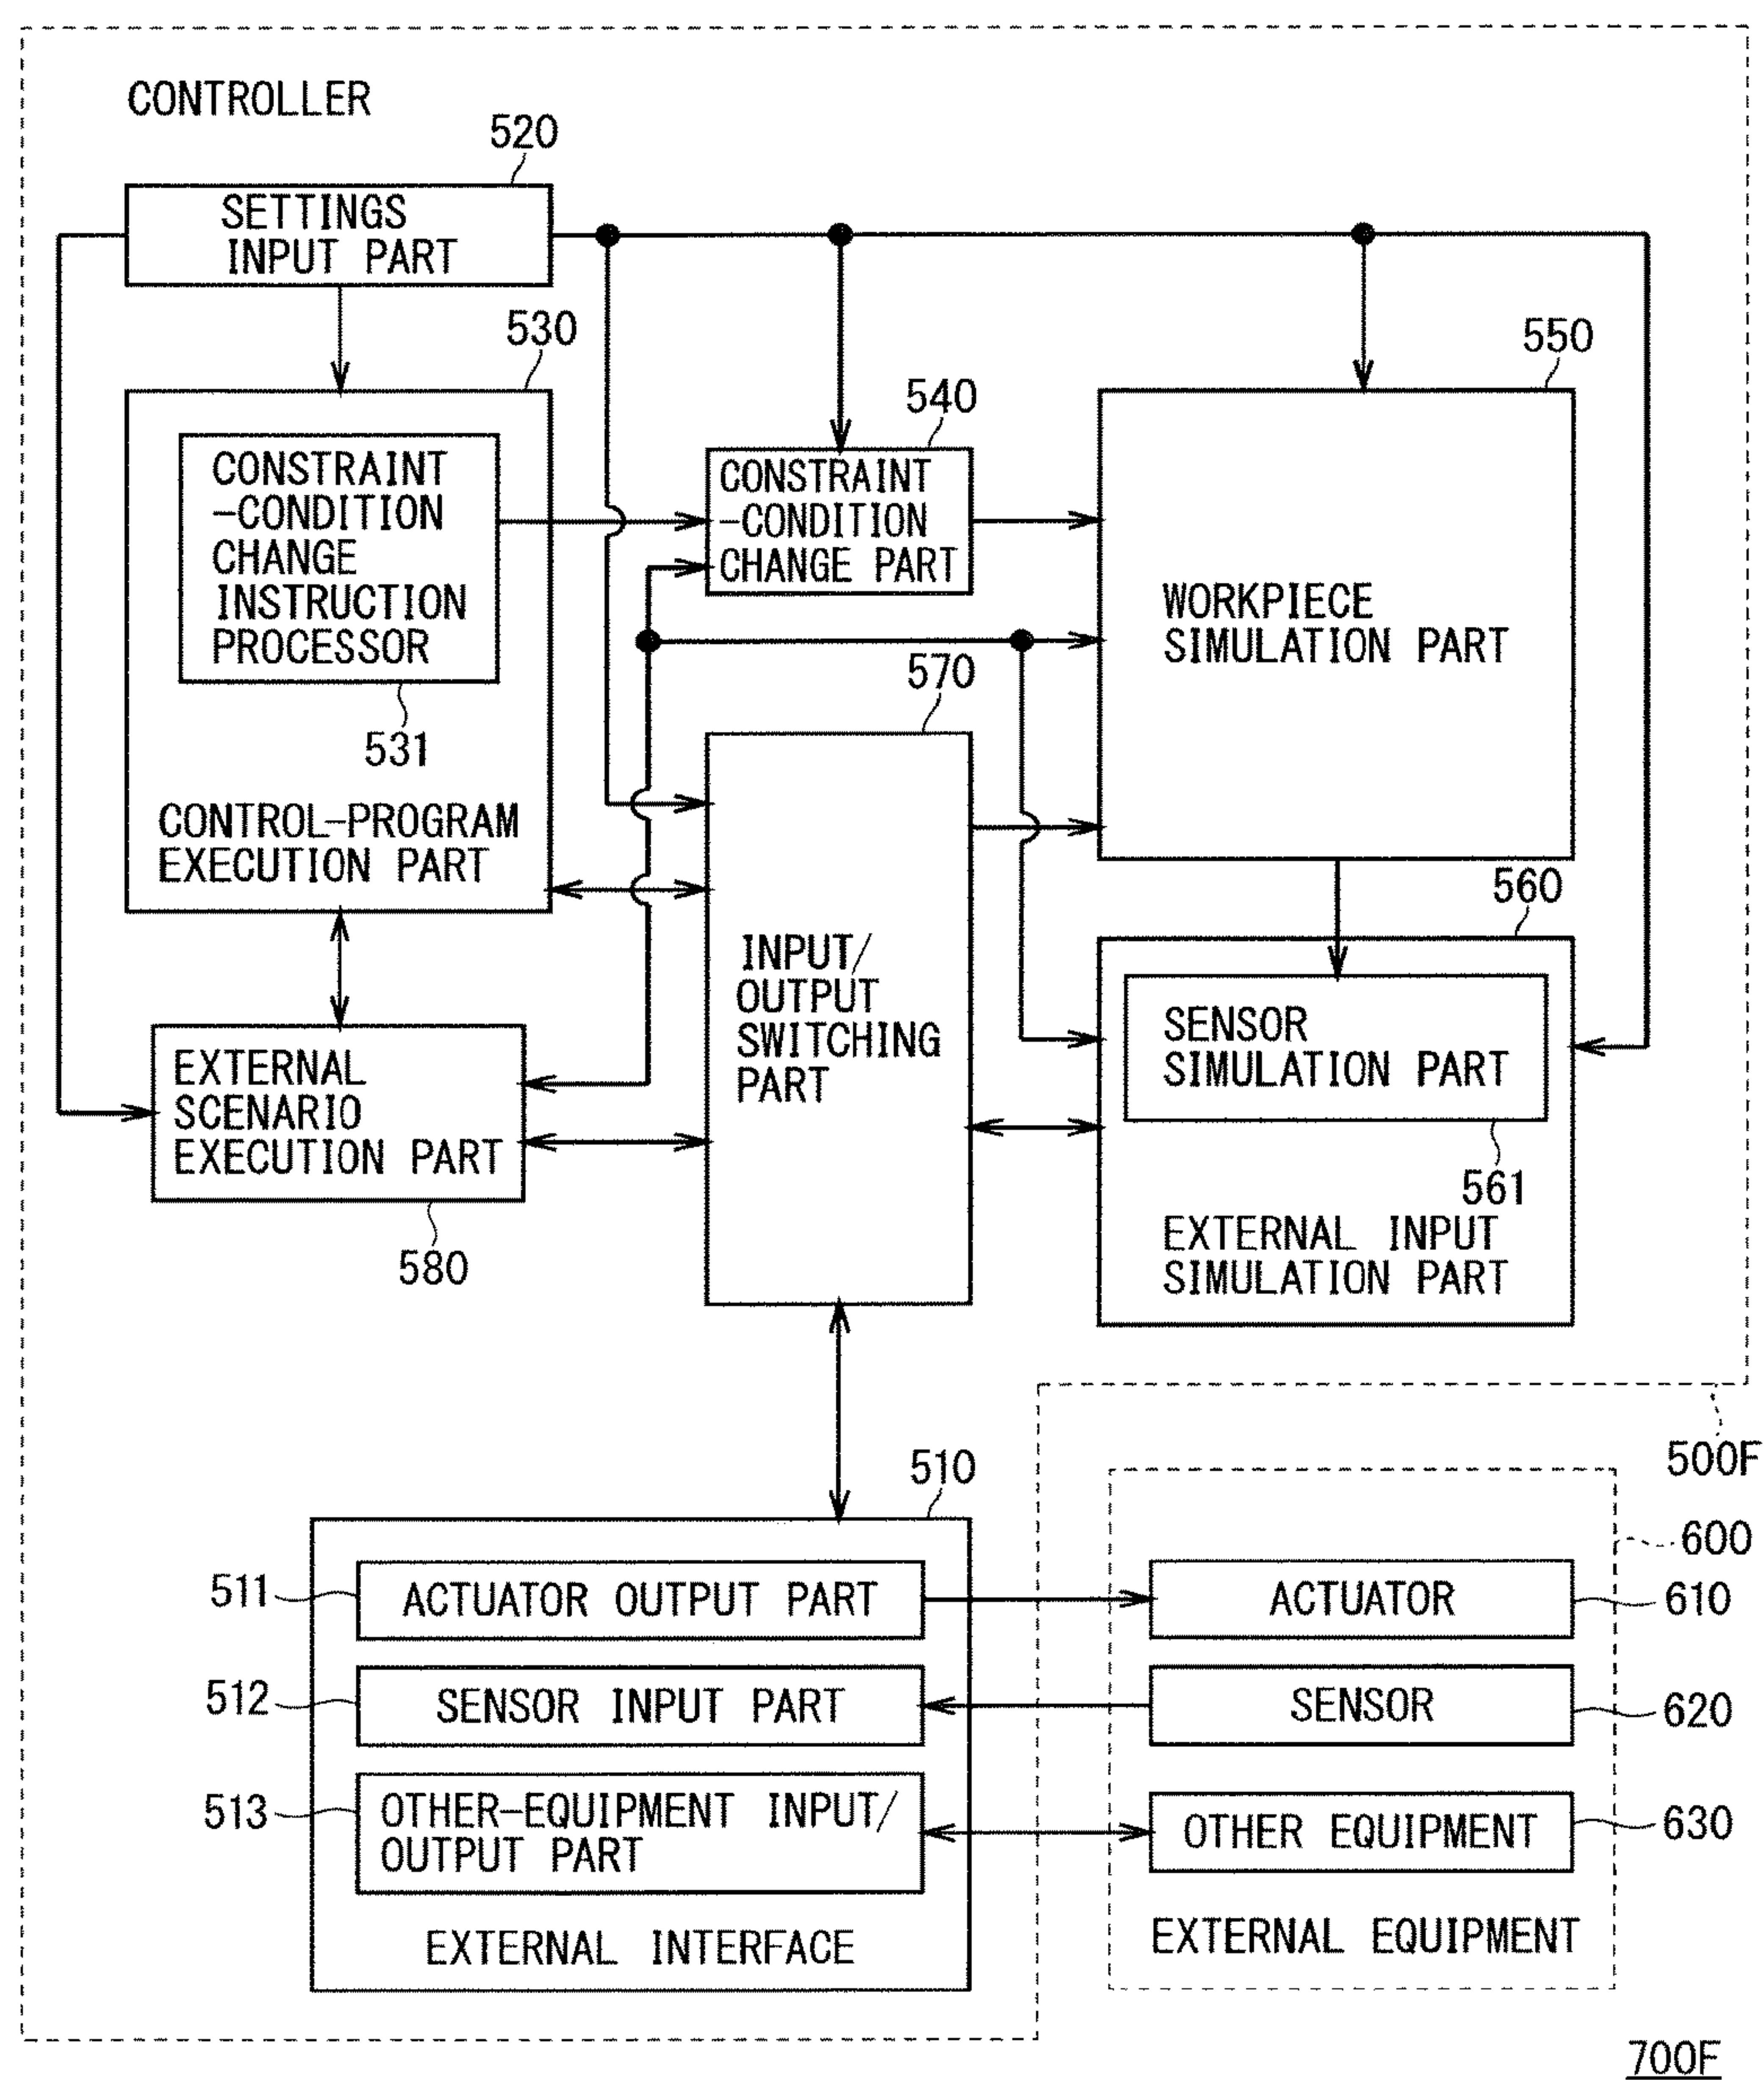 CONTROLLER
520
SETTINGS
INPUT PART
530
550
540
CONSTRAINT
-CONDITION
CHANGE
INSTRUCTION
PROCESSOR
531
CONTROL-PROGRAM
EXECUTION PART
CONSTRAINT
-CONDITION
CHANGE PART
WORKPIECE
SIMULATION PART
570
INPUT/
OUTPUT
SWITCHING
PART
560
SENSOR
SIMULATION PART
561
EXTERNAL INPUT
SIMULATION PART
EXTERNAL
SCENARIO
EXECUTION PART
580
500F
510
600
511
ACTUATOR OUTPUT PART
ACTUATOR
610
512
SENSOR INPUT PART
SENSOR
620
513
OTHER-EQUIPMENT INPUT/
OUTPUT PART
OTHER EQUIPMENT
630
EXTERNAL INTERFACE
EXTERNAL EQUIPMENT
700F